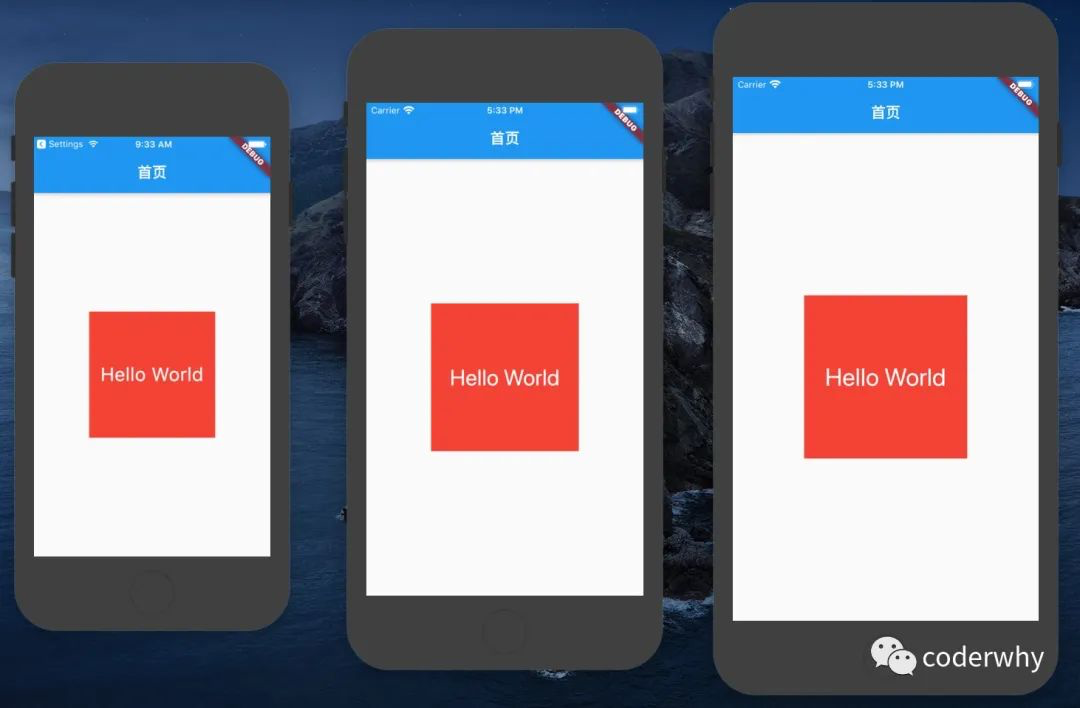 Settings
9:33 AM
DEBUG
首页
Hello World
Carrier
5:33 PM
DEBUG
首页
Hello World
Carrier
5:33 PM
DEBUG
首页
Hello World
coderwhy